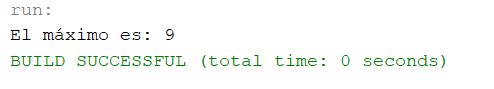 run:
El máximo es: 9
BUILD SUCCESSFUL (total time: 0 seconds)